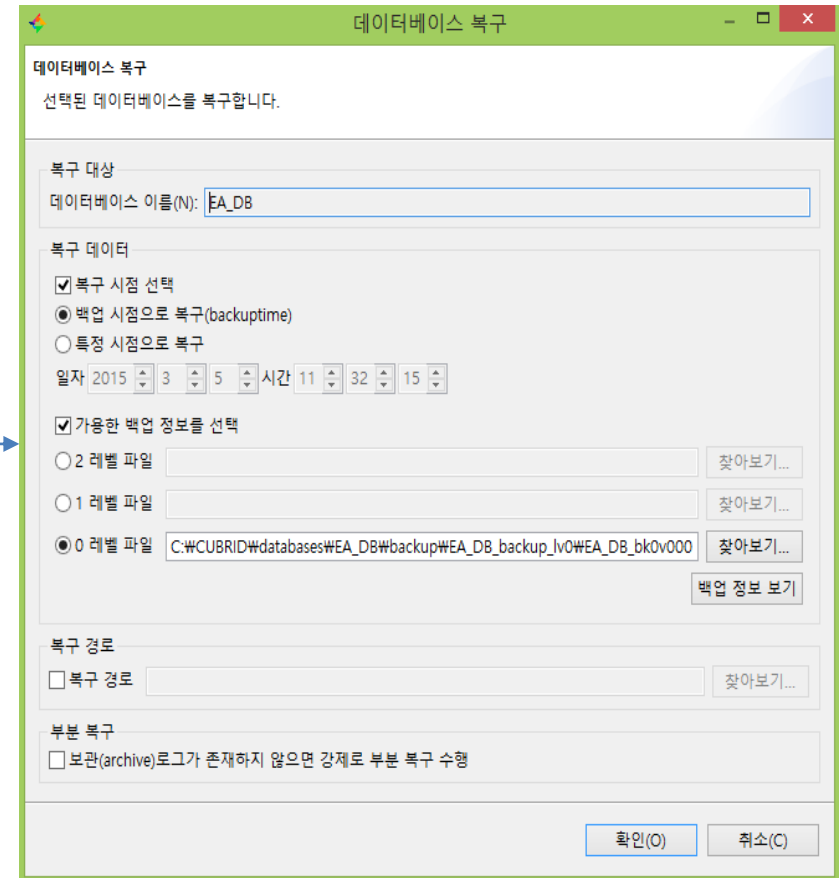 데이터베이스 복구
데이터베이스 복구
선택된 데이터베이스를 복구합니다.
복구 대상
데이터베이스 이름(N): EA_DB
복구 데이터
복구 시점 선택
백업 시점으로 복구(backuptime)
특정 시점으로 복구
일자 2015 3 5 시간 11 32 15
가용한 백업 정보를 선택
2 레벨 파일 찾아보기...
1 레벨 파일 찾아보기...
0 레벨 파일 C:₩CUBRID₩databases₩EA_DB₩backup₩EA_DB_backup_lv0₩EA_DB_bk0v000 찾아보기...
백업 정보 보기
복구 경로
복구 경로 찾아보기...
부분 복구
보관(archive)로그가 존재하지 않으면 강제로 부분 복구 수행
확인(O) 취소(C)